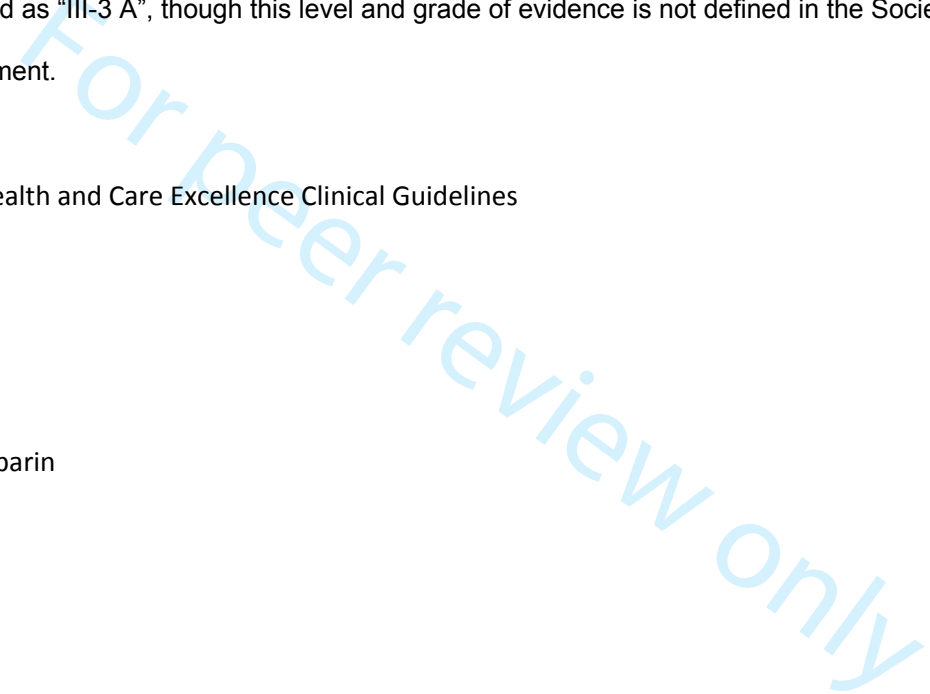 d as “III-3 A”, though this level and grade of evidence is not defined in the Socie
ment.
ealth and Care Excellence Clinical Guidelines
parin
For peer review only